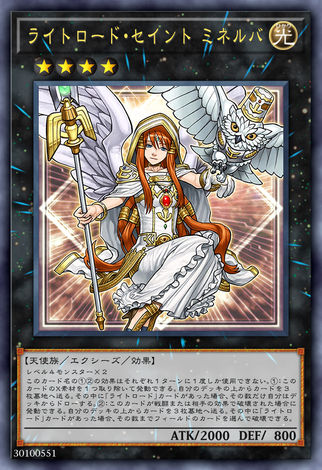 ライトロード・セイント ミネルバ
光
【天使族／エクシーズ／効果】
レベル４モンスター×２
このカード名の①②の効果はそれぞれ１ターンに１度しか使用できない。①：こ
のカードのＸ素材を１つ取り除いて発動できる。自分のデッキの上からカードを３
枚墓地へ送る。その中に「ライトロード」カードがあった場合、その数だけ自分はデ
ッキからドローする。②：このカードが戦闘または相手の効果で破壊された場合に
発動できる。自分のデッキの上からカードを３枚墓地へ送る。その中に「ライトロ
ード」カードがあった場合、その数までフィールドのカードを選んで破壊できる。
ATK/2000 DEF/ 800
30100551